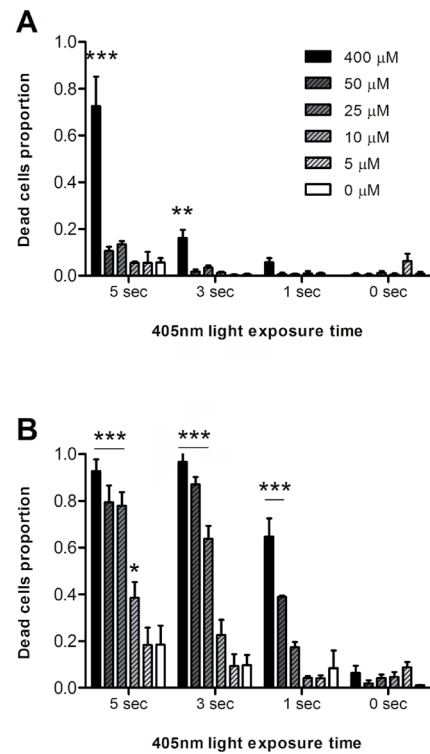 A
1.0
0.8
0.6
0.4
0.2
0.0
Dead cells proportion
***
**
400 μM
50 μM
25 μM
10 μM
5 μM
0 μM
5 sec 3 sec 1 sec 0 sec
405nm light exposure time
B
1.0
0.8
0.6
0.4
0.2
0.0
Dead cells proportion
***
*
***
***
5 sec 3 sec 1 sec 0 sec
405nm light exposure time